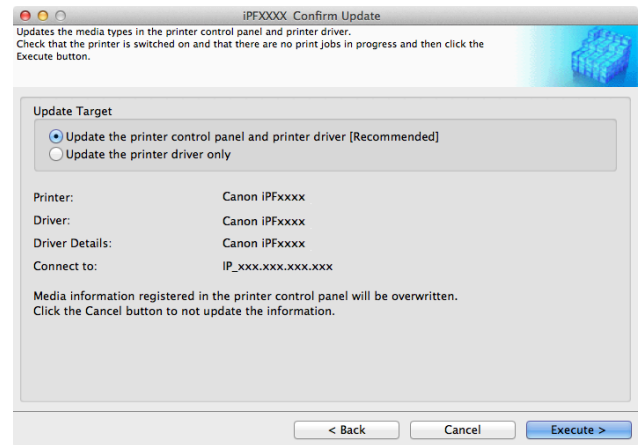 iPFXXXX Confirm Update
Updates the media types in the printer control panel and printer driver.
Check that the printer is switched on and that there are no print jobs in progress and then click the
Execute button.
Update Target
Update the printer control panel and printer driver [Recommended]
Update the printer driver only
Printer: Canon iPFxxxx
Driver: Canon iPFxxxx
Driver Details: Canon iPFxxxx
Connect to: IP_xxx.xxx.xxx.xxx
Media information registered in the printer control panel will be overwritten.
Click the Cancel button to not update the information.
< Back Cancel Execute >